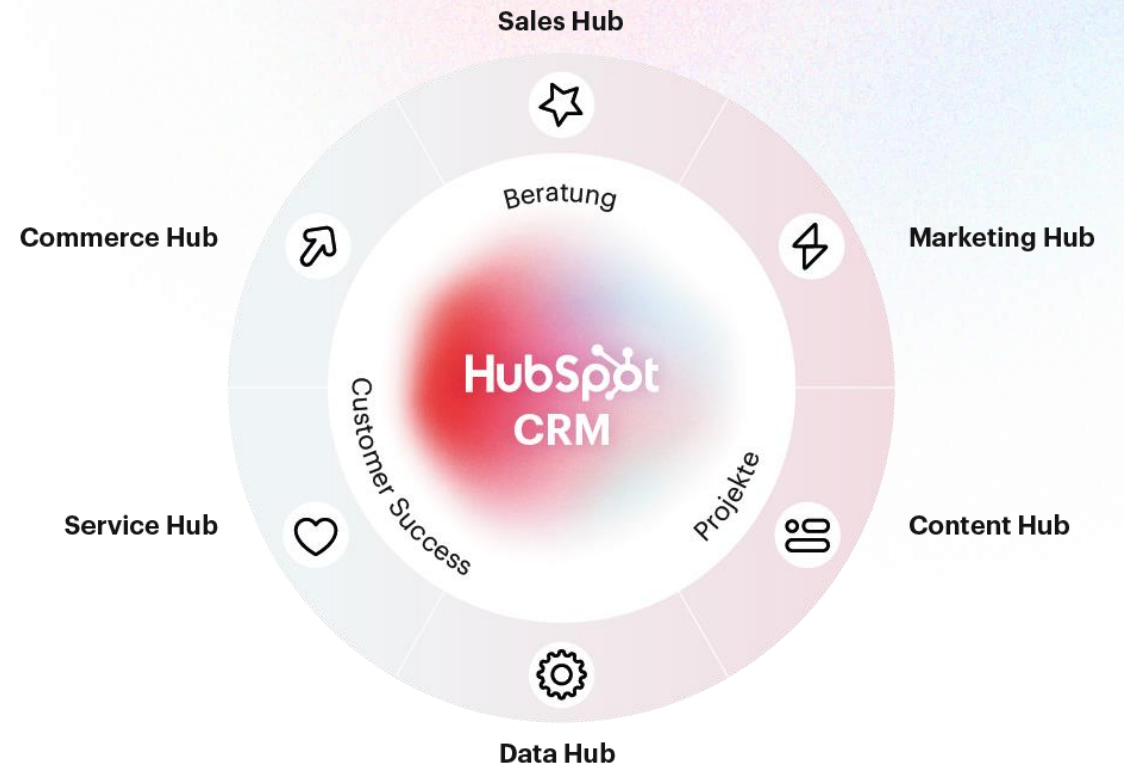 Sales Hub
Beratung
Commerce Hub
Marketing Hub
HubSpot
CRM
Customer Success
Projekte
Service Hub
Content Hub
Data Hub